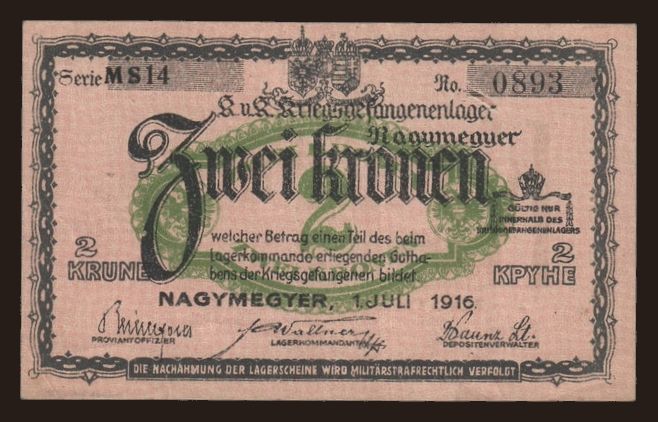 Serie MS14 No. 0893
K.u.K. Kriegsgefangenenlager
Nagymegyer
Zwei Kronen
2
GÜLTIG NUR
INNERHALB DES
KRIEGSGEFANGENENLAGERS
welcher Betrag einen Teil des beim
Lagerkommando erliegenden Gutha-
bens der Kriegsgefangenen bildet.
2
KRUNE
2
КРУНЕ
NAGYMEGYER, 1. JULI 1916.
Wallner
PROVIANTOFFIZIER
LAGERKOMMANDANT
DEPOSITENVERWALTER
DIE NACHAHMUNG DER LAGERSCHEINE WIRD MILITÄRSTRAFRECHTLICH VERFOLGT